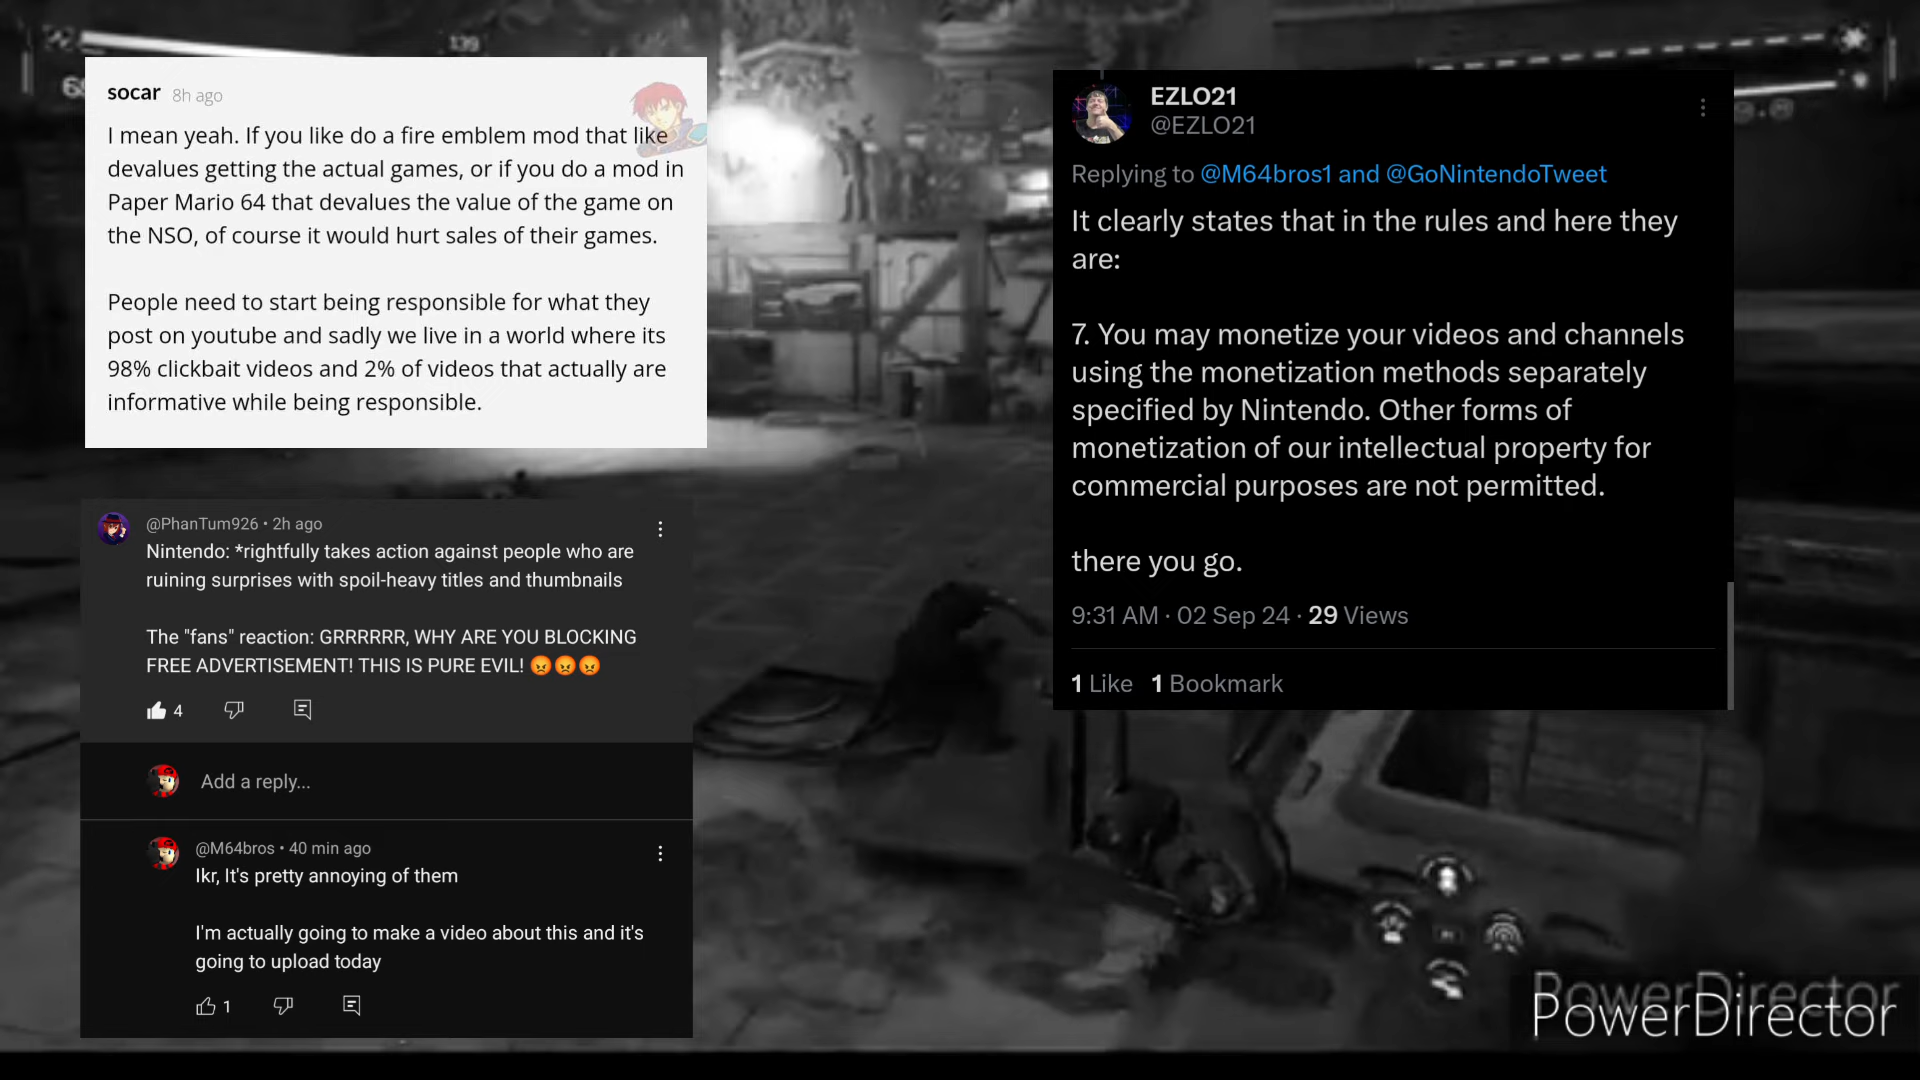 139
socar 8h ago
I mean yeah. If you like do a fire emblem mod that like
devalues getting the actual games, or if you do a mod in
Paper Mario 64 that devalues the value of the game on
the NSO, of course it would hurt sales of their games.
People need to start being responsible for what they
post on youtube and sadly we live in a world where its
98% clickbait videos and 2% of videos that actually are
informative while being responsible.
@PhanTum926 • 2h ago
Nintendo: *rightfully takes action against people who are
ruining surprises with spoil-heavy titles and thumbnails
The "fans" reaction: GRRRRRR, WHY ARE YOU BLOCKING
FREE ADVERTISEMENT! THIS IS PURE EVIL! 😡😡😡
4
Add a reply...
@M64bros • 40 min ago
Ikr, It's pretty annoying of them
I'm actually going to make a video about this and it's
going to upload today
1
EZLO21
@EZLO21
Replying to @M64bros1 and @GoNintendoTweet
It clearly states that in the rules and here they
are:
7. You may monetize your videos and channels
using the monetization methods separately
specified by Nintendo. Other forms of
monetization of our intellectual property for
commercial purposes are not permitted.
there you go.
9:31 AM · 02 Sep 24 · 29 Views
1 Like 1 Bookmark
PowerDirector